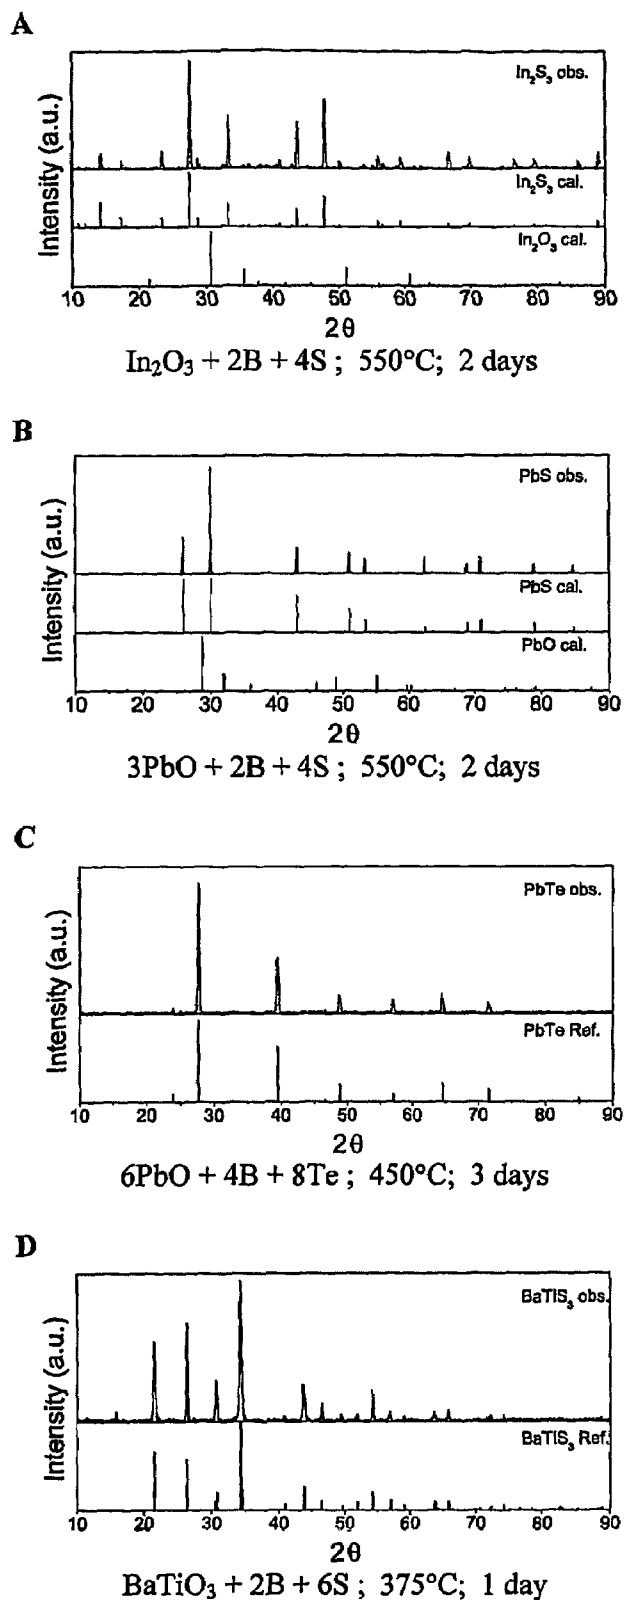 A
Intensity (a.u.)
In₂S₃ obs.
In₂S₃ cal.
In₂O₃ cal.
10 20 30 40 50 60 70 80 90
2θ
In₂O₃ + 2B + 4S ; 550°C; 2 days
B
Intensity (a.u.)
PbS obs.
PbS cal.
PbO cal.
10 20 30 40 50 60 70 80 90
2θ
3PbO + 2B + 4S ; 550°C; 2 days
C
Intensity (a.u.)
PbTe obs.
PbTe Ref.
10 20 30 40 50 60 70 80 90
2θ
6PbO + 4B + 8Te ; 450°C; 3 days
D
Intensity (a.u.)
BaTiS₃ obs.
BaTiS₃ Ref.
10 20 30 40 50 60 70 80 90
2θ
BaTiO₃ + 2B + 6S ; 375°C; 1 day